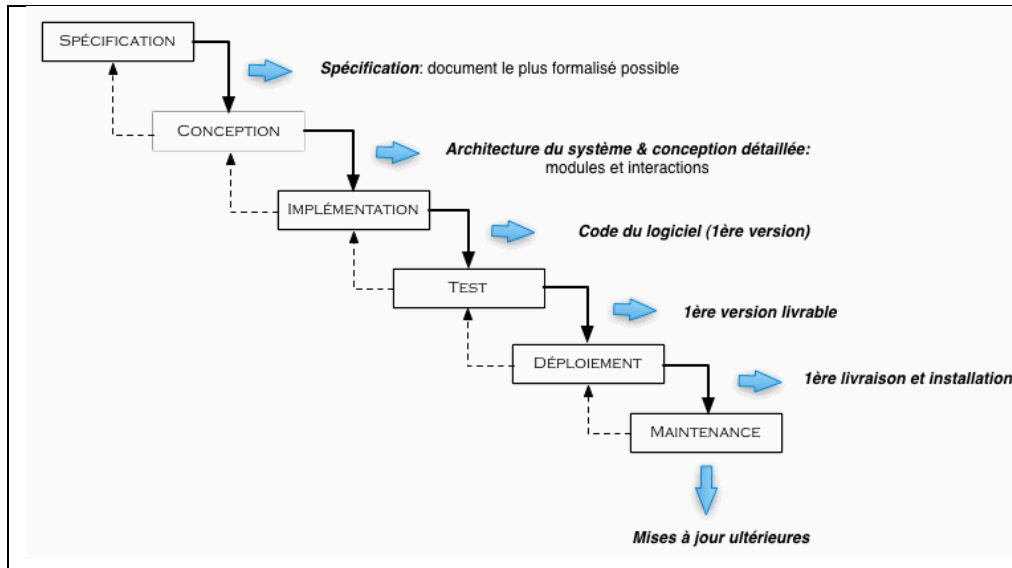 SPÉCIFICATION
Spécification: document le plus formalisé possible
CONCEPTION
Architecture du système & conception détaillée:
modules et interactions
IMPLÉMENTATION
Code du logiciel (1ère version)
TEST
1ère version livrable
DÉPLOIEMENT
1ère livraison et installation
MAINTENANCE
Mises à jour ultérieures